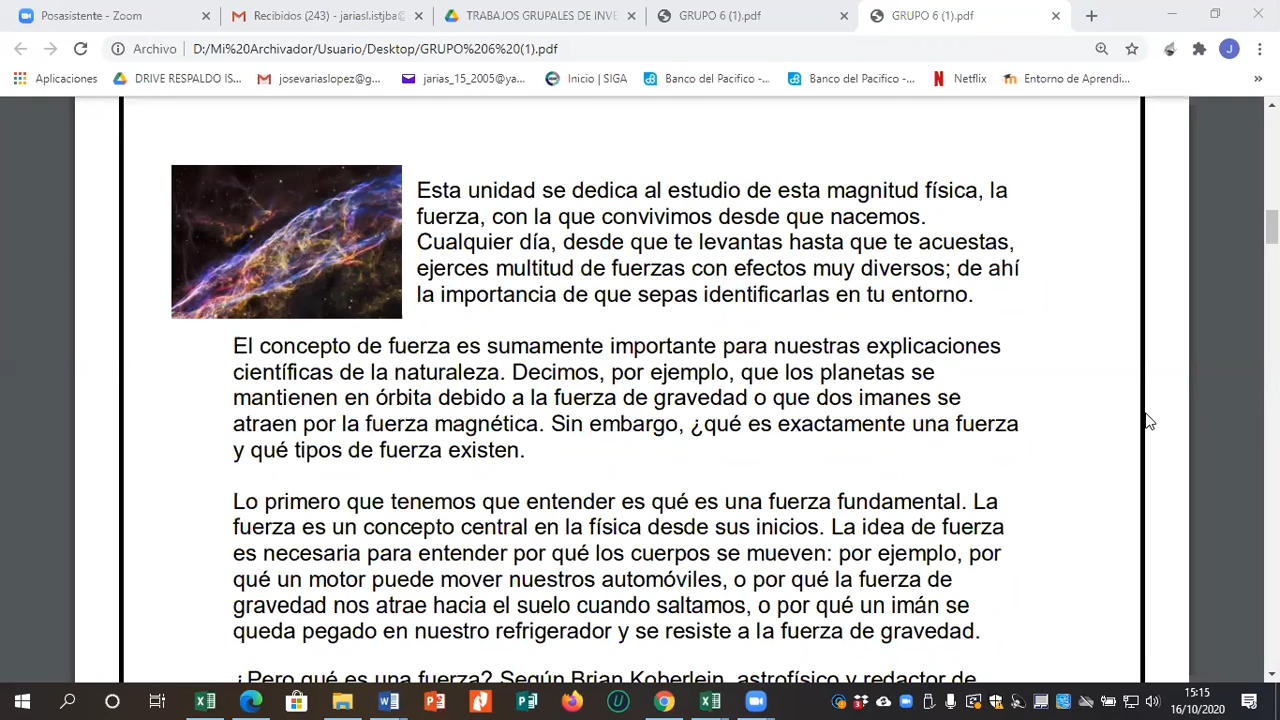 Posasistente - Zoom
Recibidos (243) - jariasl.istjba@
TRABAJOS GRUPALES DE INVE
GRUPO 6 (1).pdf
GRUPO 6 (1).pdf
Archivo
D:/Mi%20Archivador/Usuario/Desktop/GRUPO%206%20(1).pdf
J
Aplicaciones
DRIVE RESPALDO IS...
josevariaslopez@g...
jarias_15_2005@ya...
Inicio | SIGA
Banco del Pacifico -...
Banco del Pacifico -...
Netflix
Entorno de Aprendi...
Esta unidad se dedica al estudio de esta magnitud física, la
fuerza, con la que convivimos desde que nacemos.
Cualquier día, desde que te levantas hasta que te acuestas,
ejerces multitud de fuerzas con efectos muy diversos; de ahí
la importancia de que sepas identificarlas en tu entorno.
El concepto de fuerza es sumamente importante para nuestras explicaciones
científicas de la naturaleza. Decimos, por ejemplo, que los planetas se
mantienen en órbita debido a la fuerza de gravedad o que dos imanes se
atraen por la fuerza magnética. Sin embargo, ¿qué es exactamente una fuerza
y qué tipos de fuerza existen.
Lo primero que tenemos que entender es qué es una fuerza fundamental. La
fuerza es un concepto central en la física desde sus inicios. La idea de fuerza
es necesaria para entender por qué los cuerpos se mueven: por ejemplo, por
qué un motor puede mover nuestros automóviles, o por qué la fuerza de
gravedad nos atrae hacia el suelo cuando saltamos, o por qué un imán se
queda pegado en nuestro refrigerador y se resiste a la fuerza de gravedad.
¿Pero qué es una fuerza? Según Brian Koberlein, astrofísico y redactor de
15:15
16/10/2020